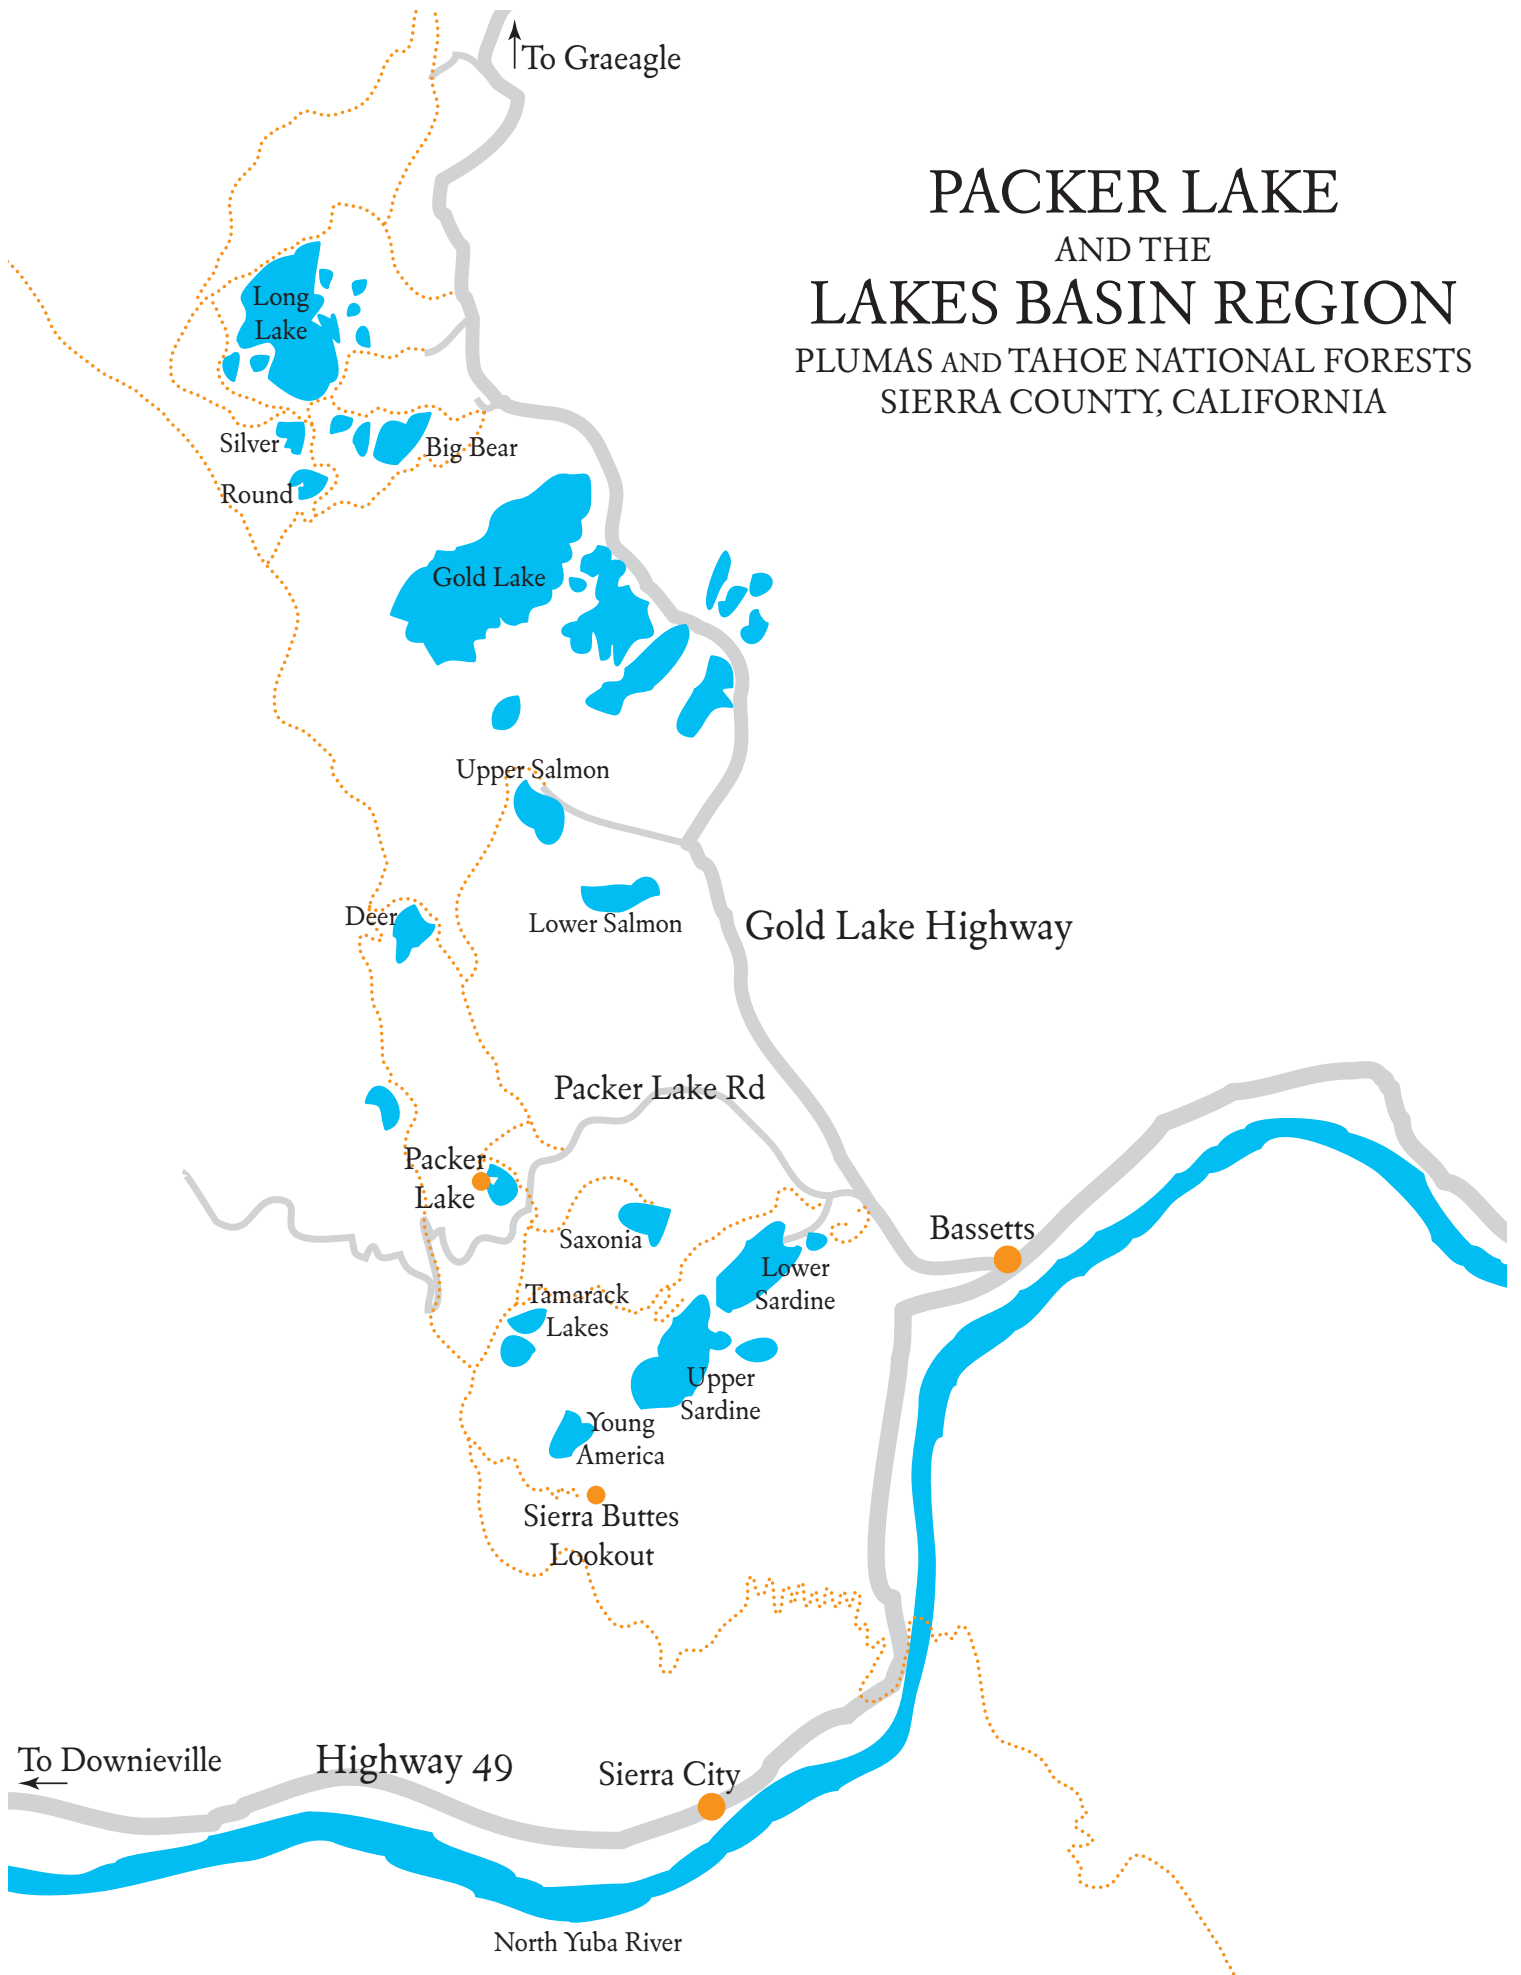 To Graeagle
PACKER LAKE
AND THE
LAKES BASIN REGION
PLUMAS AND TAHOE NATIONAL FORESTS
SIERRA COUNTY, CALIFORNIA
Long
Lake
Silver
Big Bear
Round
Gold Lake
Upper Salmon
Deer
Lower Salmon
Gold Lake Highway
Packer Lake Rd
Packer
Lake
Saxonia
Bassetts
Lower
Sardine
Tamarack
Lakes
Upper
Sardine
Young
America
Sierra Buttes
Lookout
To Downieville
Highway 49
Sierra City
North Yuba River